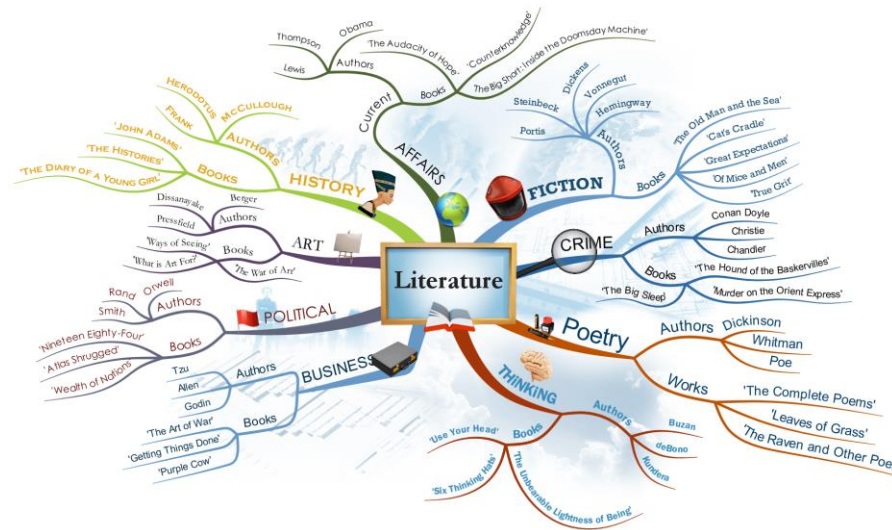 Literature
Current
AFFAIRS
Authors
Thompson
Obama
Lewis
Books
'The Audacity of Hope'
'Counterknowledge'
'The Big Short: Inside the Doomsday Machine'
FICTION
Authors
Dickens
Vonnegut
Steinbeck
Hemingway
Portis
Books
'The Old Man and the Sea'
'Cat's Cradle'
'Great Expectations'
'Of Mice and Men'
'True Grit'
CRIME
Authors
Conan Doyle
Christie
Chandler
Books
'The Hound of the Baskervilles'
'The Big Sleep'
'Murder on the Orient Express'
Poetry
Authors
Dickinson
Whitman
Poe
Works
'The Complete Poems'
'Leaves of Grass'
'The Raven and Other Poe
THINKING
Authors
Buzan
deBono
Kundera
Books
'Use Your Head'
'Six Thinking Hats'
'The Unbearable Lightness of Being'
BUSINESS
Authors
Tzu
Allen
Godin
Books
'The Art of War'
'Getting Things Done'
'Purple Cow'
POLITICAL
Authors
Rand
Orwell
Smith
Books
'Nineteen Eighty-Four'
'Atlas Shrugged'
'Wealth of Nations'
ART
Authors
Dissanayake
Berger
Pressfield
Books
'Ways of Seeing'
'What is Art For?'
'The War of Art'
HISTORY
AUTHORS
HERODOTUS
MCCULLOUGH
FRANK
BOOKS
'JOHN ADAMS'
'THE HISTORIES'
'THE DIARY OF A YOUNG GIRL'